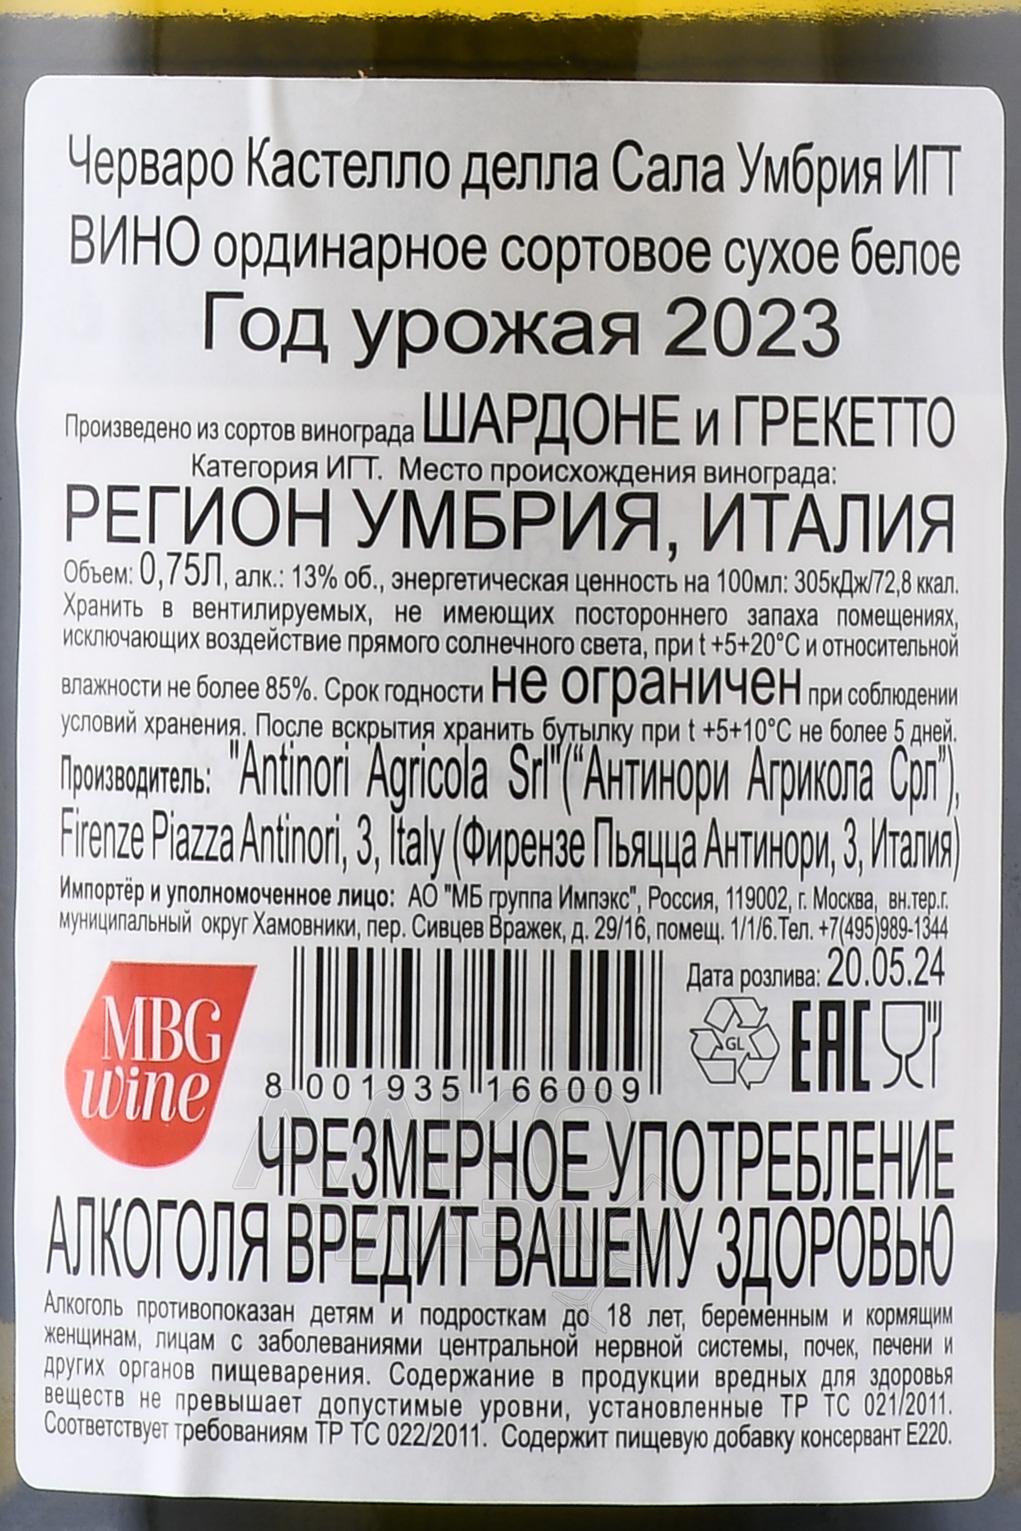 Черваро Кастелло делла Сала Умбрия ИГТ
ВИНО ординарное сортовое сухое белое
Год урожая 2023
Произведено из сортов винограда ШАРДОНЕ и ГРЕКЕТТО
Категория ИГТ. Место происхождения винограда:
РЕГИОН УМБРИЯ, ИТАЛИЯ
Объем: 0,75Л, алк.: 13% об., энергетическая ценность на 100мл: 305кДж/72,8 ккал.
Хранить в вентилируемых, не имеющих постороннего запаха помещениях,
исключающих воздействие прямого солнечного света, при t +5+20°С и относительной
влажности не более 85%. Срок годности не ограничен при соблюдении
условий хранения. После вскрытия хранить бутылку при t +5+10°С не более 5 дней.
Производитель: "Antinori Agricola Srl"("Антинори Агрикола Срл"),
Firenze Piazza Antinori, 3, Italy (Фирензе Пьяцца Антинори, 3, Италия)
Импортёр и уполномоченное лицо: АО "МБ группа Импэкс", Россия, 119002, г. Москва, вн.тер.г.
муниципальный округ Хамовники, пер. Сивцев Вражек, д. 29/16, помещ. 1/1/6.Тел. +7(495)989-1344
Дата розлива: 20.05.24
MBG
wine
GL
EAC
8 001935 166009
АЛКО
ЧРЕЗМЕРНОЕ УПОТРЕБЛЕНИЕ
АЛКОГОЛЯ ВРЕДИТ ВАШЕМУ ЗДОРОВЬЮ
Алкоголь противопоказан детям и подросткам до 18 лет, беременным и кормящим
женщинам, лицам с заболеваниями центральной нервной системы, почек, печени и
других органов пищеварения. Содержание в продукции вредных для здоровья
веществ не превышает допустимые уровни, установленные ТР ТС 021/2011.
Соответствует требованиям ТР ТС 022/2011. Содержит пищевую добавку консервант Е220.